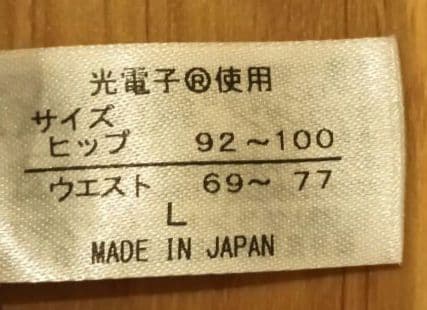 光電子®使用
サイズ
ヒップ 92～100
ウエスト 69～ 77
L
MADE IN JAPAN